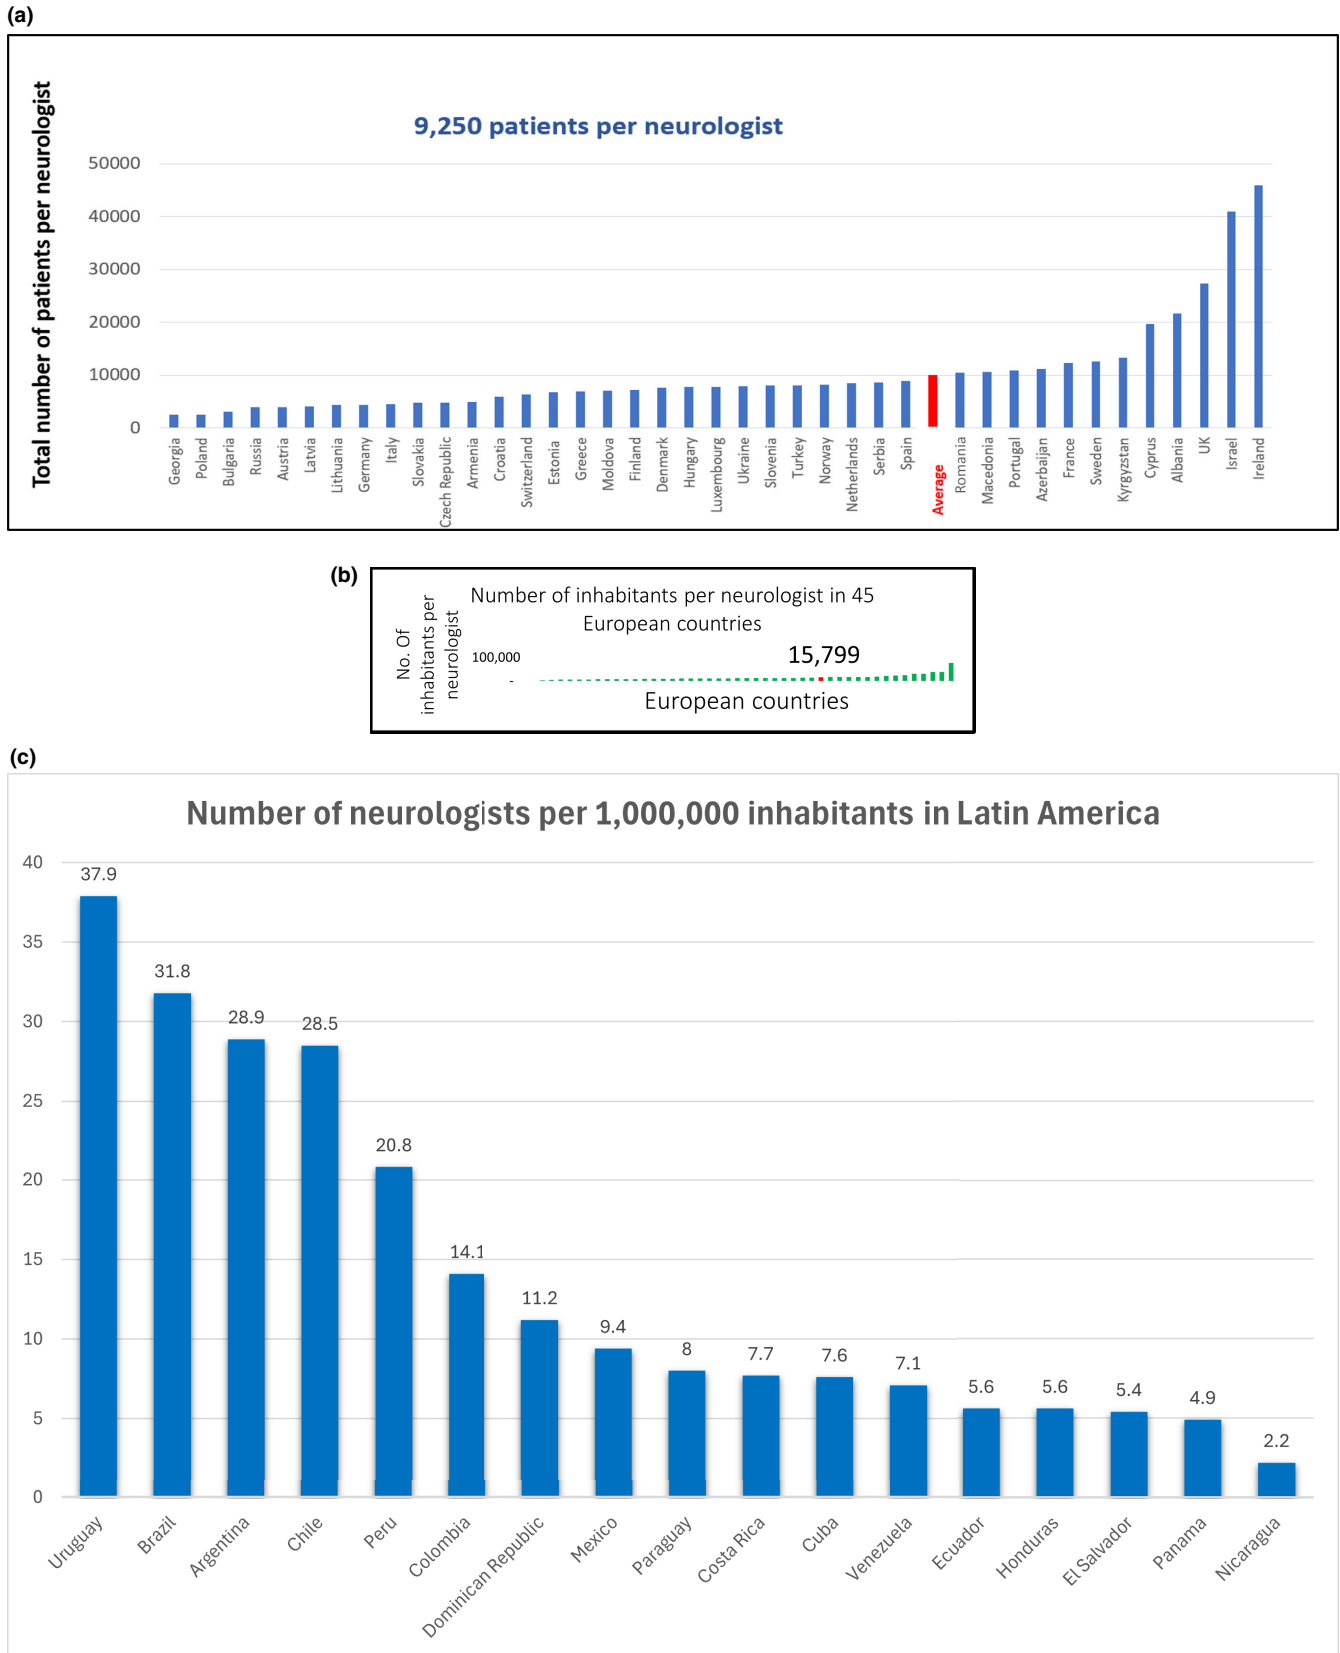 (a)
Total number of patients per neurologist
9,250 patients per neurologist
50000
40000
30000
20000
10000
0
Georgia
Poland
Bulgaria
Russia
Austria
Latvia
Lithuania
Germany
Italy
Slovakia
Czech Republic
Armenia
Croatia
Switzerland
Estonia
Greece
Moldova
Finland
Denmark
Hungary
Luxembourg
Ukraine
Slovenia
Turkey
Norway
Netherlands
Serbia
Spain
Average
Romania
Macedonia
Portugal
Azerbaijan
France
Sweden
Kyrgyzstan
Cyprus
Albania
UK
Israel
Ireland
(b)
Number of inhabitants per neurologist in 45
European countries
No. Of
inhabitants per
neurologist
100,000
-
15,799
European countries
(c)
Number of neurologists per 1,000,000 inhabitants in Latin America
40
35
30
25
20
15
10
5
0
37.9
31.8
28.9
28.5
20.8
14.1
11.2
9.4
8
7.7
7.6
7.1
5.6
5.6
5.4
4.9
2.2
Uruguay
Brazil
Argentina
Chile
Peru
Colombia
Dominican Republic
Mexico
Paraguay
Costa Rica
Cuba
Venezuela
Ecuador
Honduras
El Salvador
Panama
Nicaragua